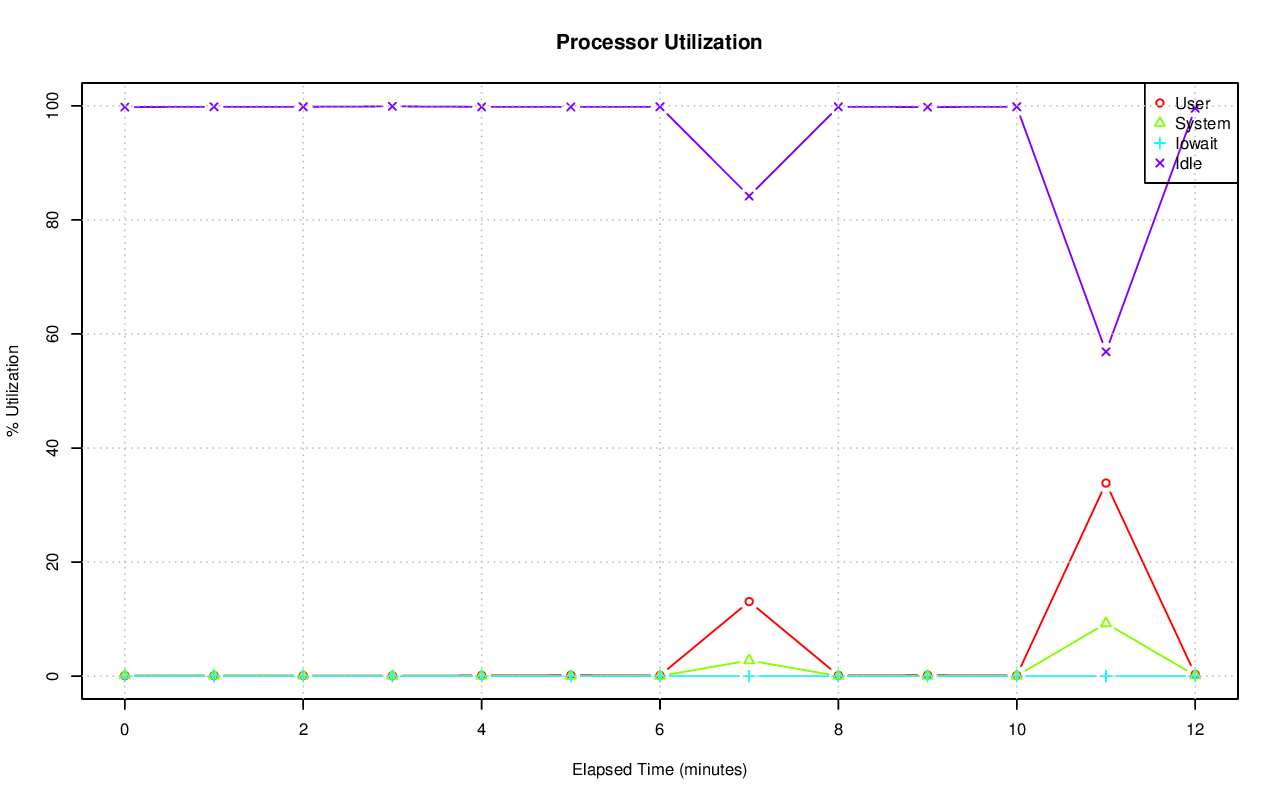 Processor Utilization
100
80
60
40
20
0
% Utilization
User
System
Iowait
Idle
0 2 4 6 8 10 12
Elapsed Time (minutes)